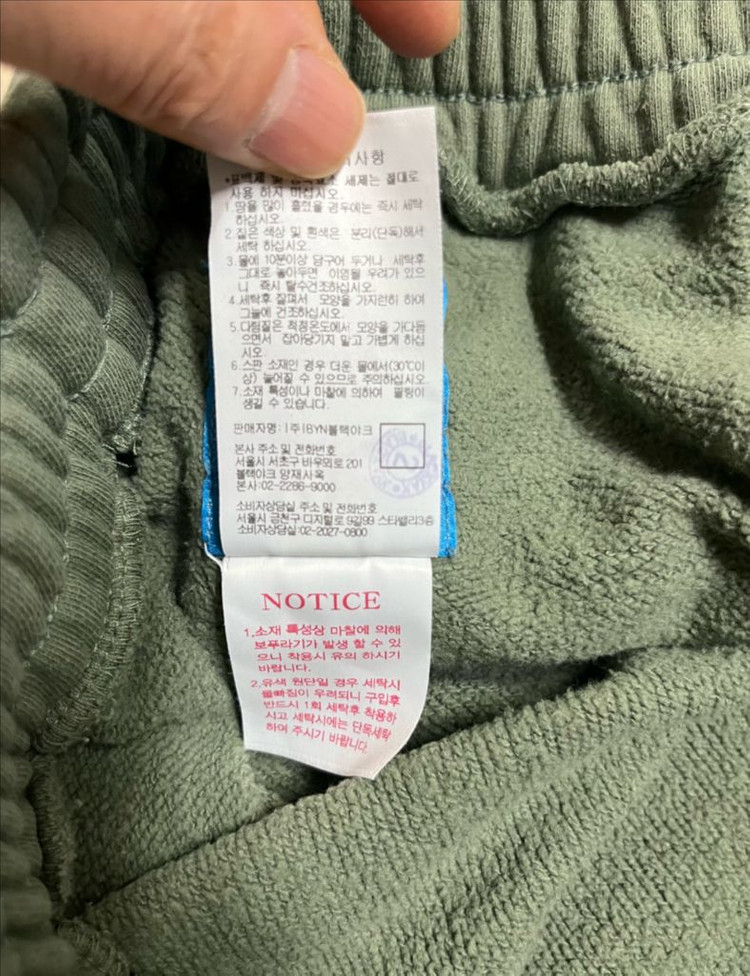 사항
*표백제 및 세제는 절대로
사용 하지 마십시오.
1. 땀을 많이 흘렸을 경우에는 즉시 세탁
하십시오.
2. 짙은 색상 및 흰색은 분리(단독)해서
세탁 하십시오.
3. 물에 10분이상 담구어 두거나 세탁후
그대로 놓아두면 이염될 우려가 있으
니 즉시 탈수건조하십시오.
4. 세탁후 잘펴서 모양을 가지런히 하여
그늘에 건조하십시오.
5. 다림질은 적정온도에서 모양을 가다듬
으면서 잡아당기지 말고 가볍게 하십
시오.
6. 스판 소재인 경우 더운 물에서(30℃이
상) 늘어질 수 있으므로 주의하십시오.
7. 소재 특성이나 마찰에 의하여 필링이
생길 수 있습니다.
판매자명:(주)BYN블랙야크
본사 주소 및 전화번호
서울시 서초구 바우뫼로 201
블랙야크 양재사옥
본사:02-2286-9000
소비자상담실 주소 및 전화번호
서울시 금천구 디지털로 9길99 스타밸리3층
소비자상담실:02-2027-0800
NOTICE
1. 소재 특성상 마찰에 의해
보푸라기가 발생 할 수 있
으니 착용시 유의 하시기
바랍니다.
2. 유색 원단일 경우 세탁시
물빠짐이 우려되니 구입후
반드시 1회 세탁후 착용하
시고 세탁시에는 단독세탁
하여 주시기 바랍니다.